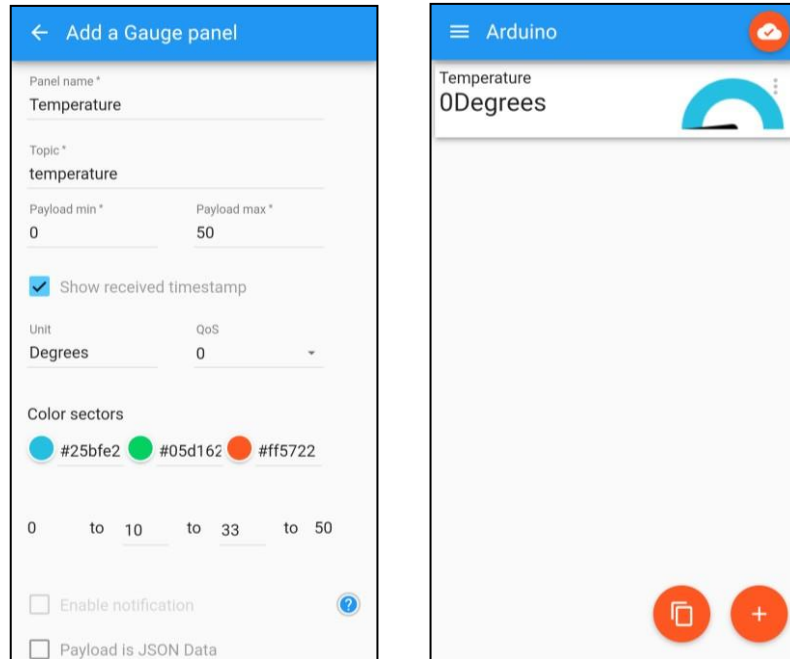 Add a Gauge panel
Panel name *
Temperature
Topic *
temperature
Payload min * Payload max *
0 50
Show received timestamp
Unit QoS
Degrees 0
Color sectors
#25bfe2 #05d162 #ff5722
0 to 10 to 33 to 50
Enable notification ?
Payload is JSON Data
Arduino
Temperature
0Degrees